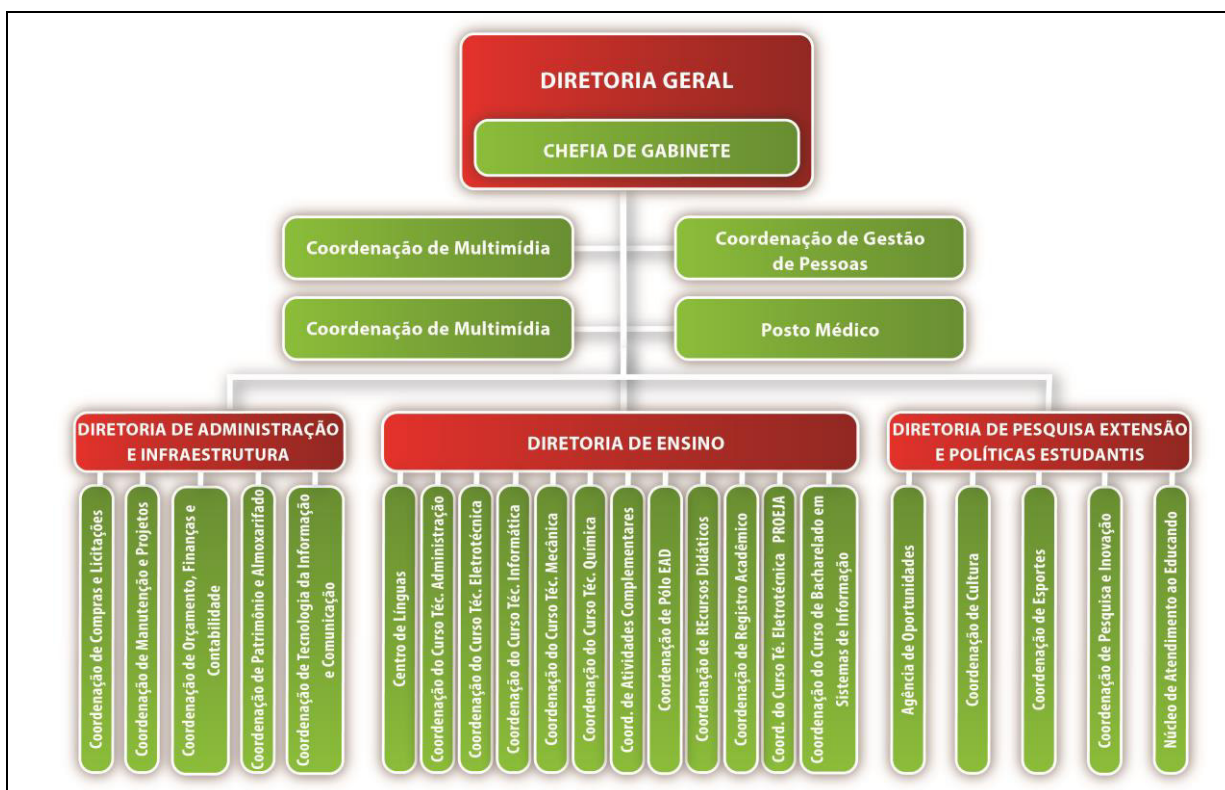 DIRETORIA GERAL
CHEFIA DE GABINETE
Coordenação de Multimídia
Coordenação de Gestão
de Pessoas
Coordenação de Multimídia
Posto Médico
DIRETORIA DE ADMINISTRAÇÃO
E INFRAESTRUTURA
DIRETORIA DE ENSINO
DIRETORIA DE PESQUISA EXTENSÃO
E POLÍTICAS ESTUDANTIS
Coordenação de Compras e Licitações
Coordenação de Manutenção e Projetos
Coordenação de Orçamento, Finanças e
Contabilidade
Coordenação de Patrimônio e Almoxarifado
Coordenação de Tecnologia da Informação
e Comunicação
Centro de Línguas
Coordenação do Curso Téc. Administração
Coordenação do Curso Téc. Eletrotécnica
Coordenação do Curso Téc. Informática
Coordenação do Curso Téc. Mecânica
Coordenação do Curso Téc. Química
Coord. de Atividades Complementares
Coordenação de Pólo EAD
Coordenação de REcursos Didáticos
Coordenação de Registro Acadêmico
Coord. do Curso Té. Eletrotécnica PROEJA
Coordenação do Curso de Bacharelado em
Sistemas de Informação
Agência de Oportunidades
Coordenação de Cultura
Coordenação de Esportes
Coordenação de Pesquisa e Inovação
Núcleo de Atendimento ao Educando